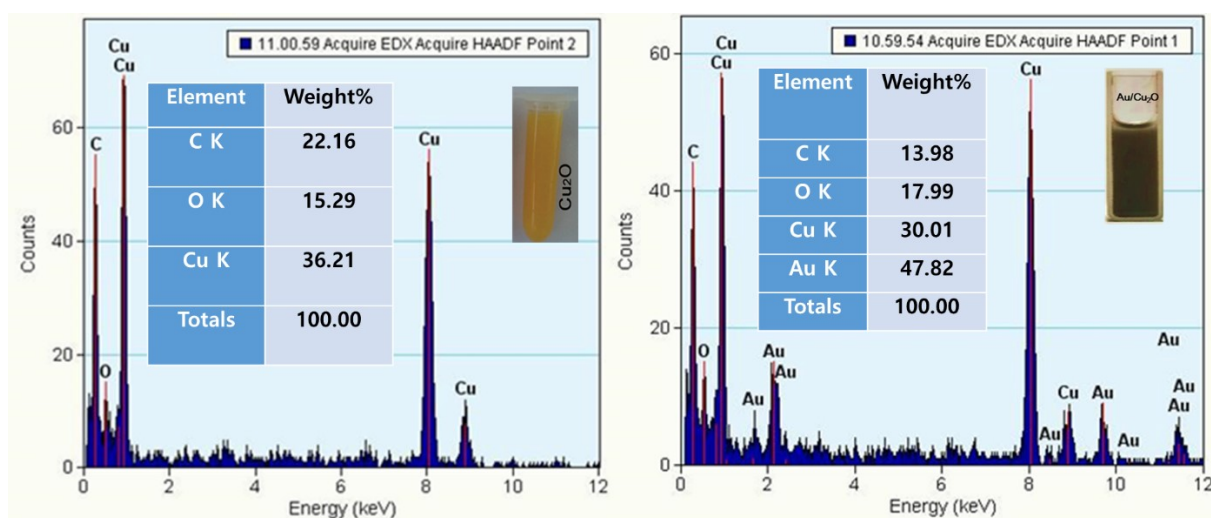 11.00.59 Acquire EDX Acquire HAADF Point 2
Cu
Cu
C
O
Cu
Cu
Element Weight%
C K 22.16
O K 15.29
Cu K 36.21
Totals 100.00
Cu₂O
60
40
20
0
Counts
0 2 4 6 8 10 12
Energy (keV)
10.59.54 Acquire EDX Acquire HAADF Point 1
Cu
Cu
C
O
Au
Au
Au
Cu
Au
Cu
Au
Au
Au
Au
Au
Element Weight%
C K 13.98
O K 17.99
Cu K 30.01
Au K 47.82
Totals 100.00
Au/Cu₂O
60
40
20
0
Counts
0 2 4 6 8 10 12
Energy (keV)